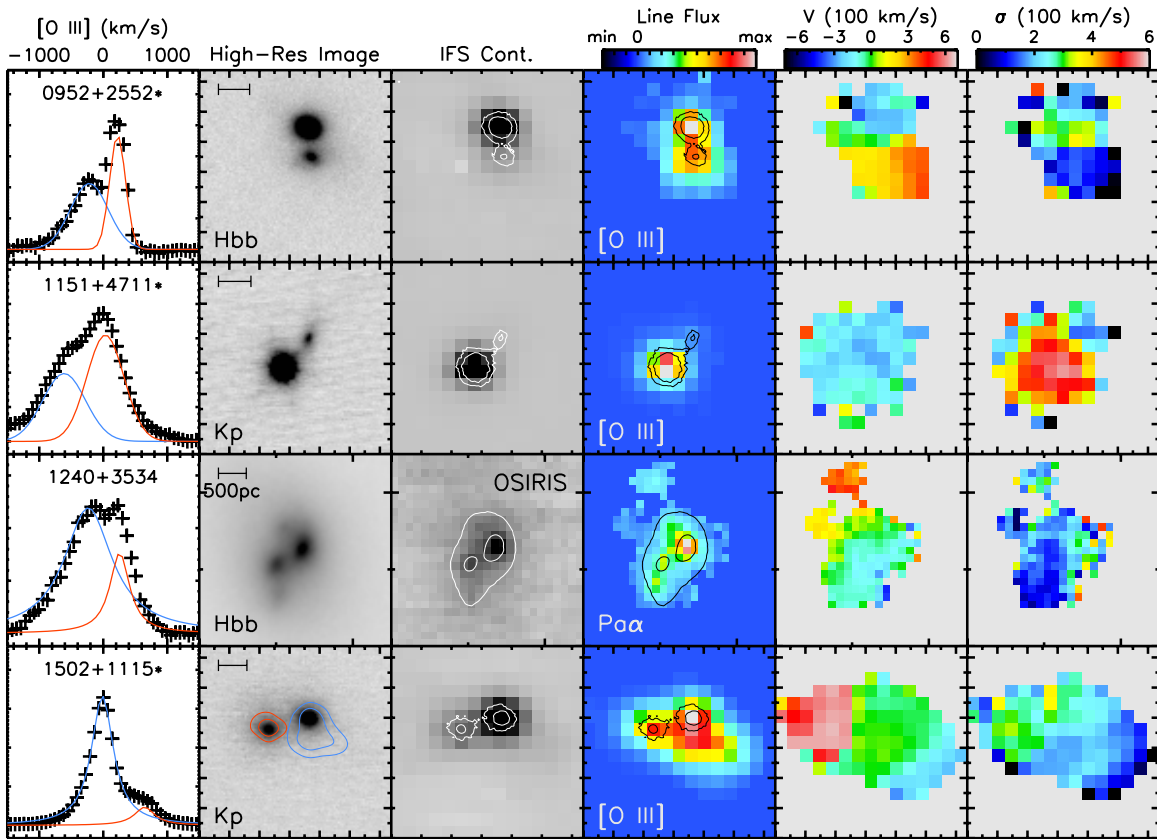 [O III] (km/s)
−1000 0 1000
High−Res Image
IFS Cont.
Line Flux
min max
V (100 km/s)
−6 −3 0 3 6
σ (100 km/s)
0 2 4 6
0952+2552*
Hbb
[O III]
1151+4711*
Kp
[O III]
1240+3534
500pc
Hbb
OSIRIS
Paα
1502+1115*
Kp
[O III]